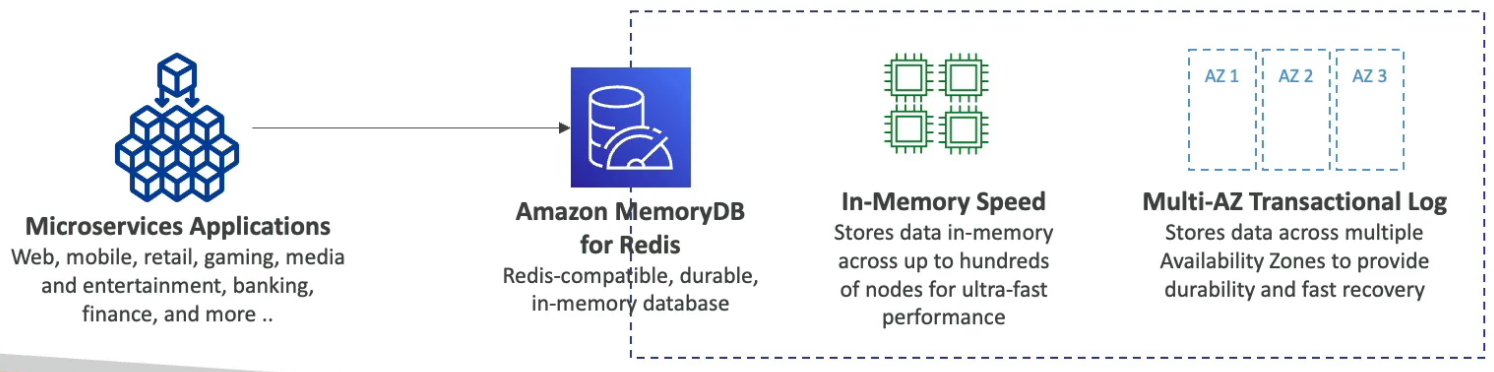 Microservices Applications
Web, mobile, retail, gaming, media
and entertainment, banking,
finance, and more ..
Amazon MemoryDB
for Redis
Redis-compatible, durable,
in-memory database
In-Memory Speed
Stores data in-memory
across up to hundreds
of nodes for ultra-fast
performance
AZ 1
AZ 2
AZ 3
Multi-AZ Transactional Log
Stores data across multiple
Availability Zones to provide
durability and fast recovery